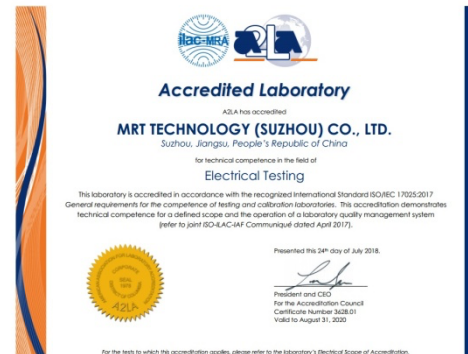 ilac-MRA
A2LA
Accredited Laboratory
A2LA has accredited
MRT TECHNOLOGY (SUZHOU) CO., LTD.
Suzhou, Jiangsu, People's Republic of China
for technical competence in the field of
Electrical Testing
This laboratory is accredited in accordance with the recognized International Standard ISO/IEC 17025:2017
General requirements for the competence of testing and calibration laboratories. This accreditation demonstrates
technical competence for a defined scope and the operation of a laboratory quality management system
(refer to joint ISO-ILAC-IAF Communiqué dated April 2017).
Presented this 24th day of July 2018.
CORPORATE
SEAL
1978
A2LA
President and CEO
For the Accreditation Council
Certificate Number 3628.01
Valid to August 31, 2020
For the tests to which this accreditation applies, please refer to the laboratory's Electrical Scope of Accreditation.